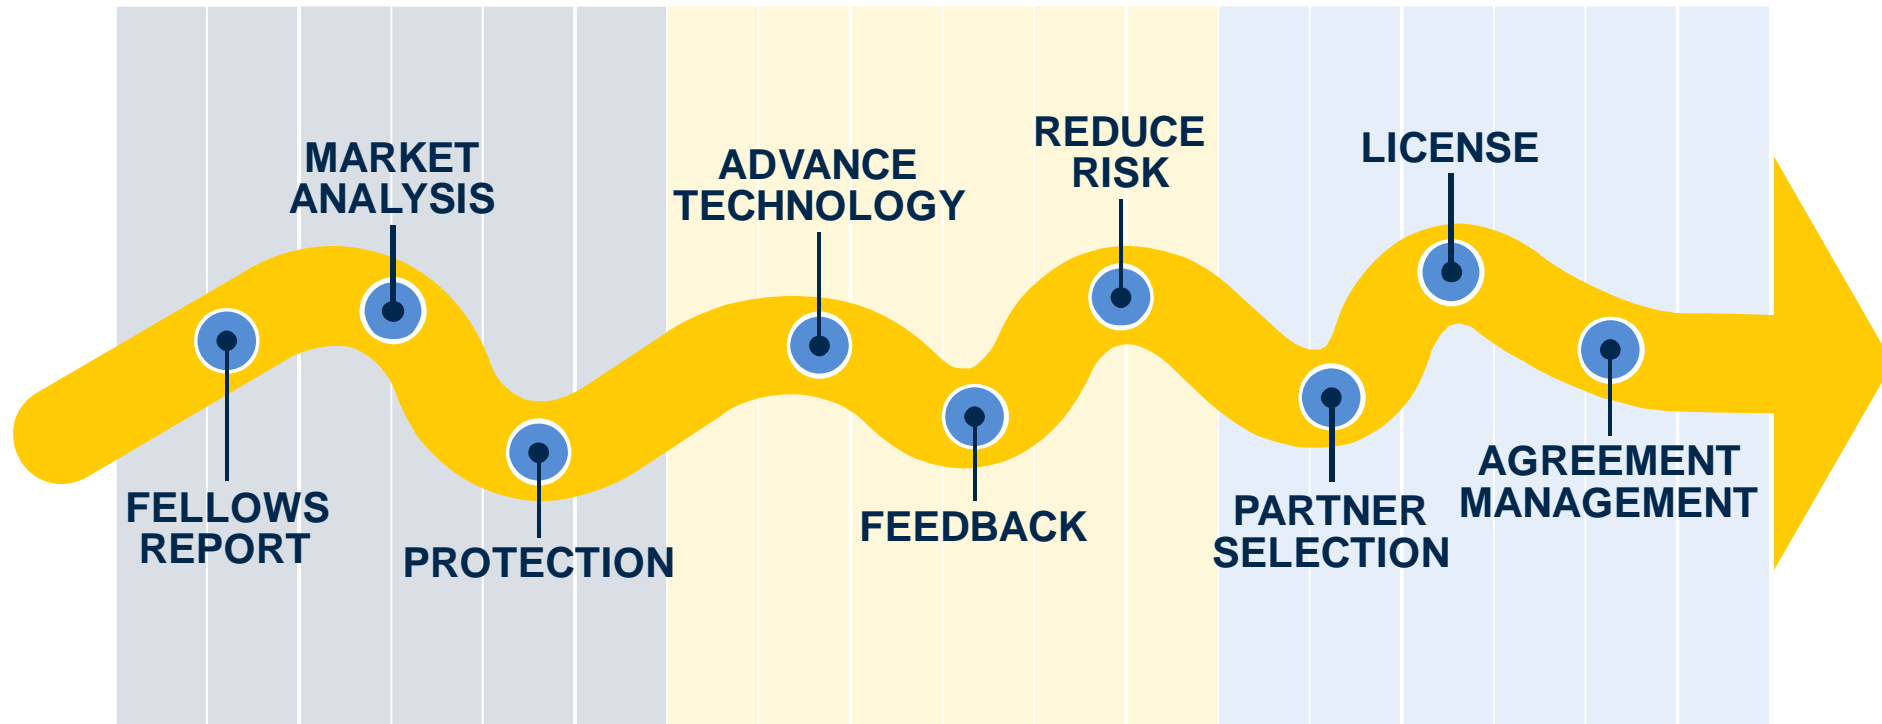 FELLOWS
REPORT
MARKET
ANALYSIS
PROTECTION
ADVANCE
TECHNOLOGY
FEEDBACK
REDUCE
RISK
PARTNER
SELECTION
LICENSE
AGREEMENT
MANAGEMENT